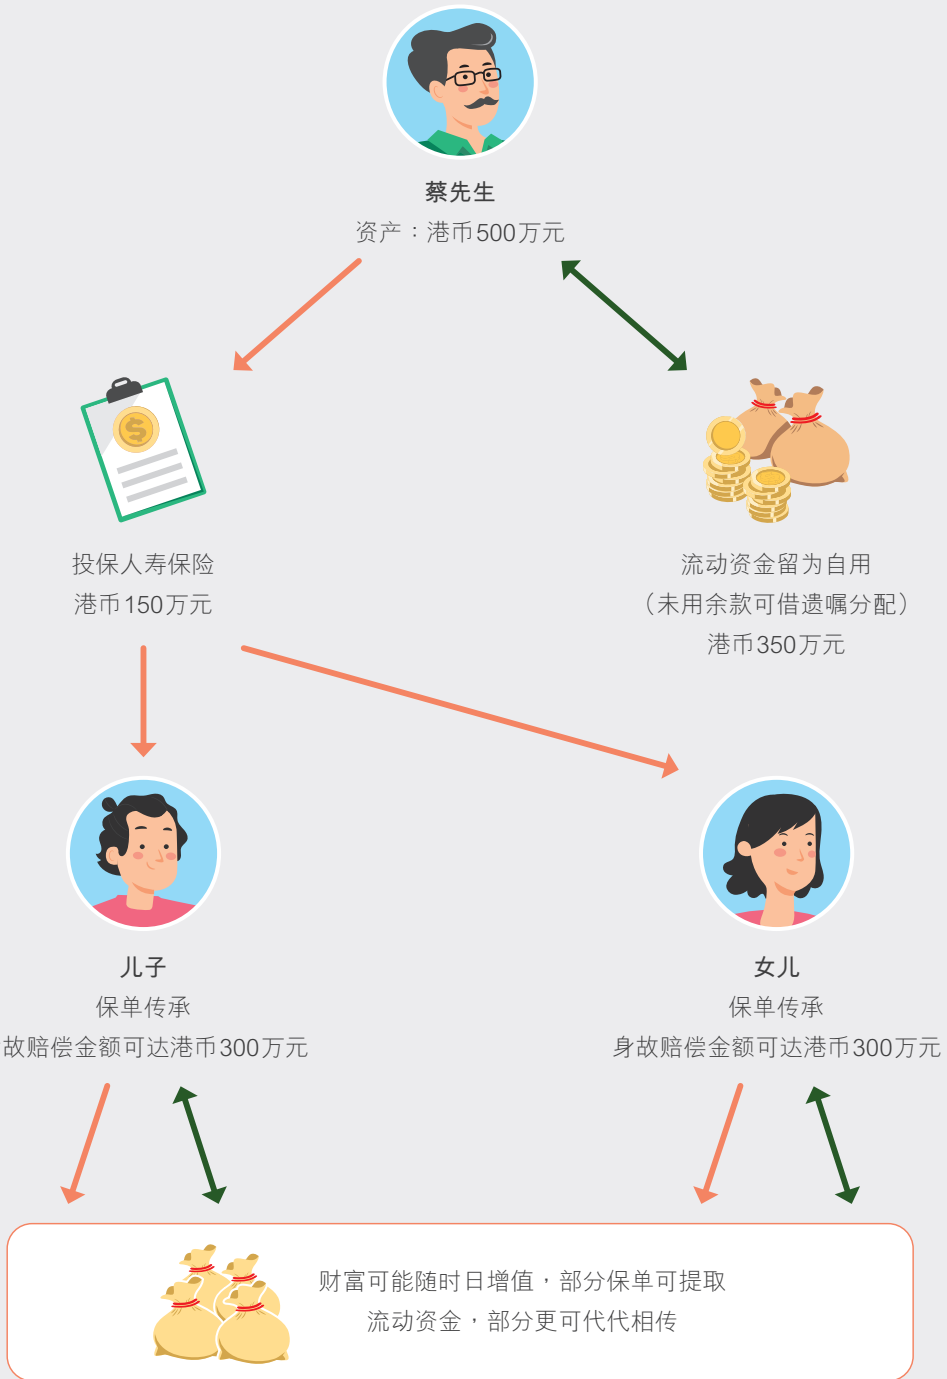 蔡先生
资产：港币500万元
投保人寿保险
港币150万元
流动资金留为自用
（未用余款可借遗嘱分配）
港币350万元
儿子
保单传承
故赔偿金额可达港币300万元
女儿
保单传承
身故赔偿金额可达港币300万元
财富可能随时日增值，部分保单可提取
流动资金，部分更可代代相传